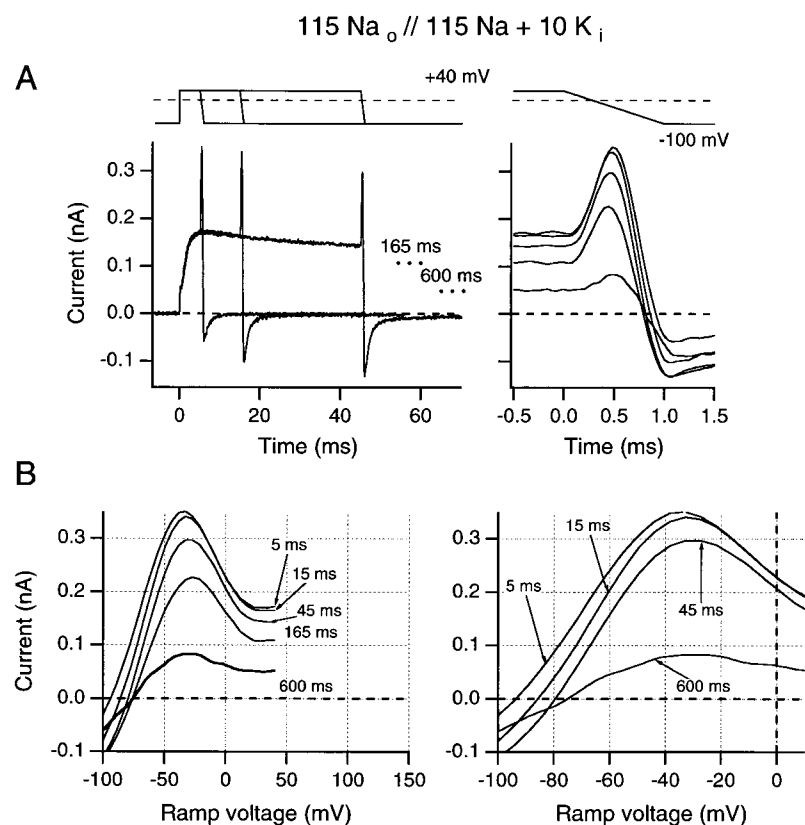 115 Na o // 115 Na + 10 K i
A
+40 mV
-100 mV
Current (nA)
0.3
0.2
0.1
0.0
-0.1
165 ms
600 ms
0 20 40 60
Time (ms)
-0.5 0.0 0.5 1.0 1.5
Time (ms)
B
Current (nA)
0.3
0.2
0.1
0.0
-0.1
5 ms
15 ms
45 ms
165 ms
600 ms
-100 -50 0 50 100 150
Ramp voltage (mV)
0.3
0.2
0.1
0.0
-0.1
15 ms
5 ms
45 ms
600 ms
-100 -80 -60 -40 -20 0
Ramp voltage (mV)